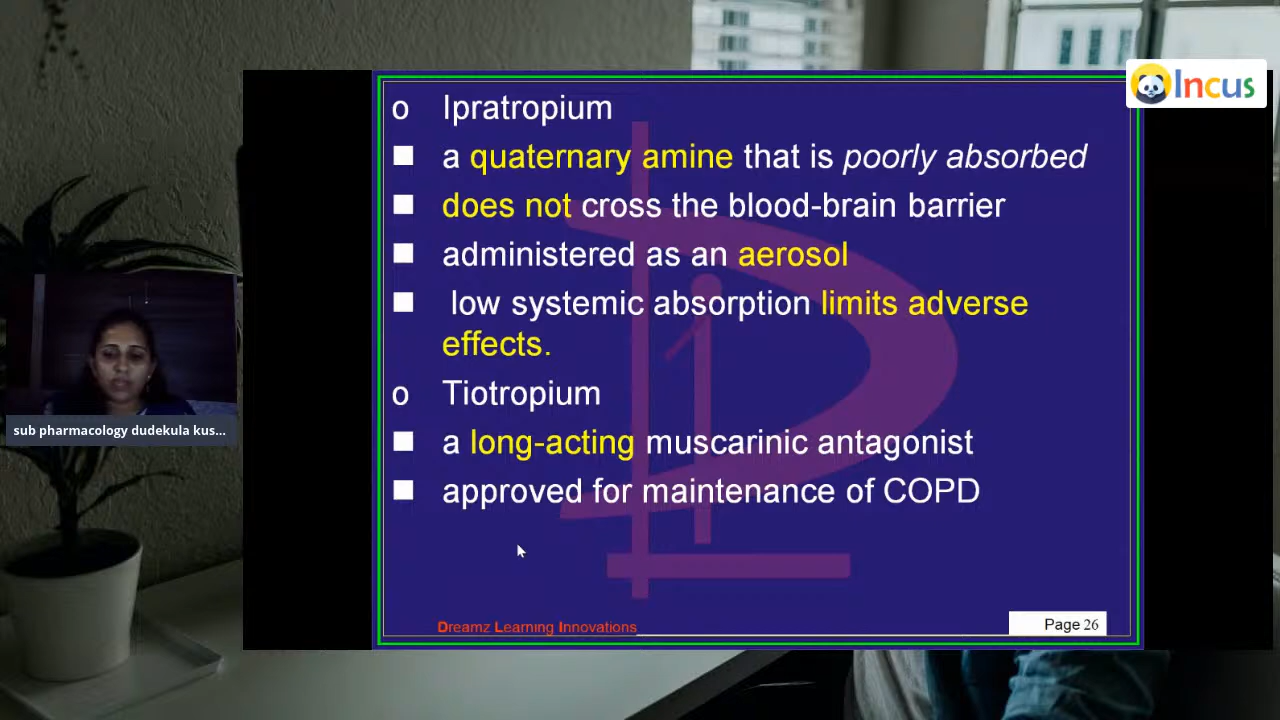 Incus
o Ipratropium
■ a quaternary amine that is poorly absorbed
■ does not cross the blood-brain barrier
■ administered as an aerosol
■ low systemic absorption limits adverse
effects.
o Tiotropium
■ a long-acting muscarinic antagonist
■ approved for maintenance of COPD
sub pharmacology dudekula kus...
Dreamz Learning Innovations
Page 26